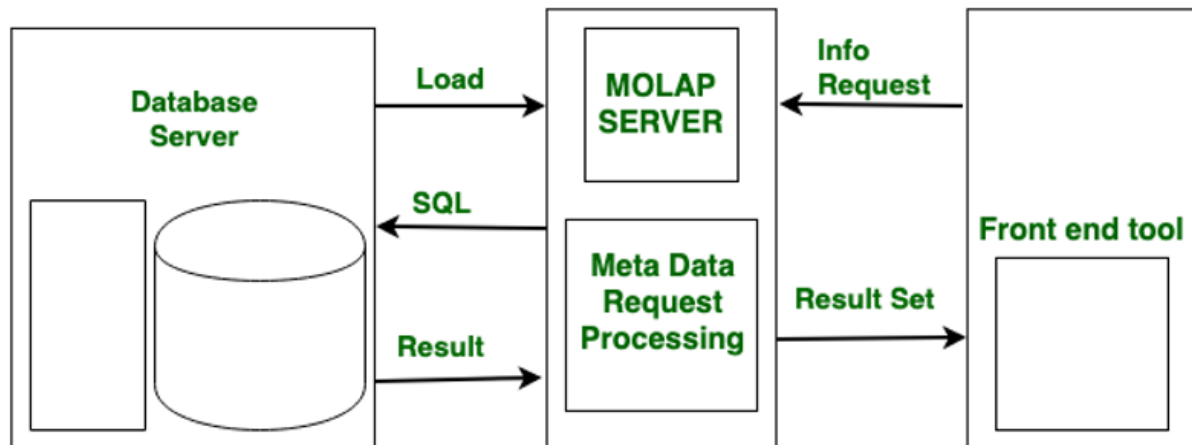 Database
Server
Load
SQL
Result
MOLAP
SERVER
Meta Data
Request
Processing
Info
Request
Result Set
Front end tool